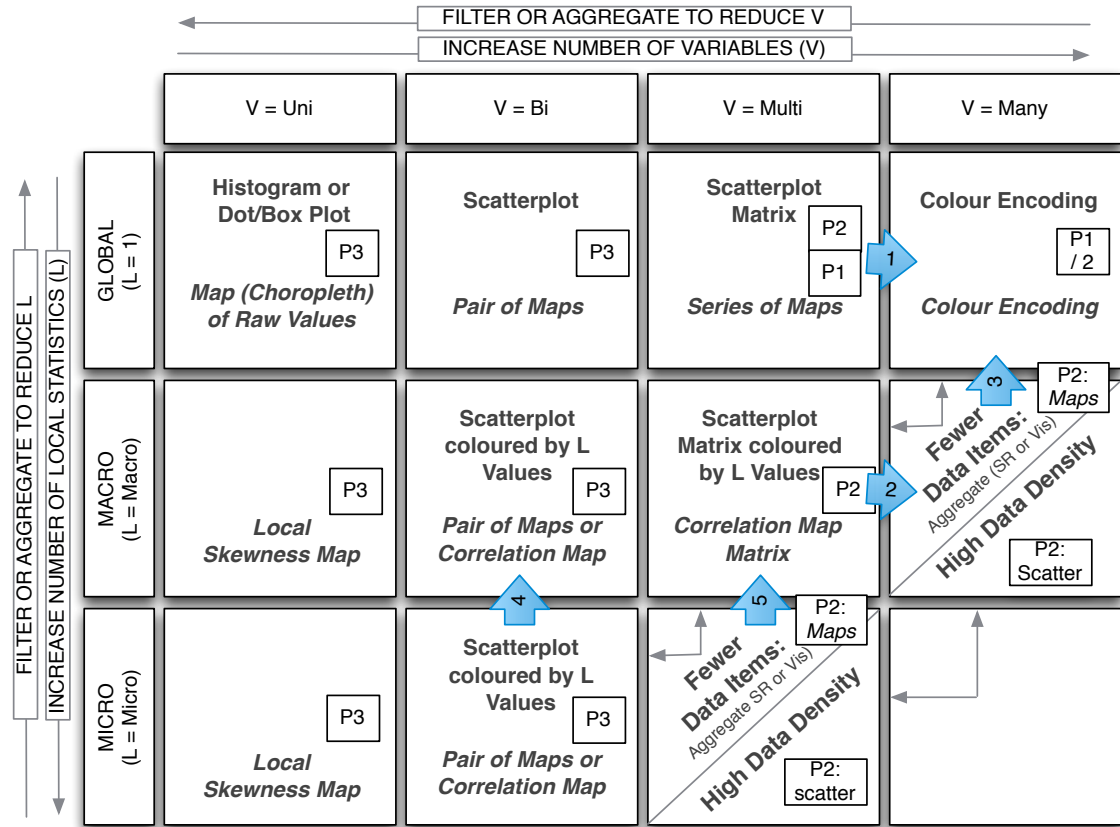 FILTER OR AGGREGATE TO REDUCE V
INCREASE NUMBER OF VARIABLES (V)
V = Uni
V = Bi
V = Multi
V = Many
FILTER OR AGGREGATE TO REDUCE L
INCREASE NUMBER OF LOCAL STATISTICS (L)
GLOBAL
(L = 1)
Histogram or
Dot/Box Plot
P3
Map (Choropleth)
of Raw Values
Scatterplot
P3
Pair of Maps
Scatterplot
Matrix
P2
P1
Series of Maps
1
Colour Encoding
P1
/ 2
Colour Encoding
MACRO
(L = Macro)
P3
Local
Skewness Map
Scatterplot
coloured by L
Values
P3
Pair of Maps or
Correlation Map
Scatterplot
Matrix coloured
by L Values
P2
Correlation Map
Matrix
2
3
P2:
Maps
Fewer
Data Items:
Aggregate (SR or Vis)
High Data Density
P2:
Scatter
MICRO
(L = Micro)
P3
Local
Skewness Map
4
Scatterplot
coloured by L
Values
P3
Pair of Maps or
Correlation Map
5
P2:
Maps
Fewer
Data Items:
Aggregate SR or Vis)
High Data Density
P2:
scatter